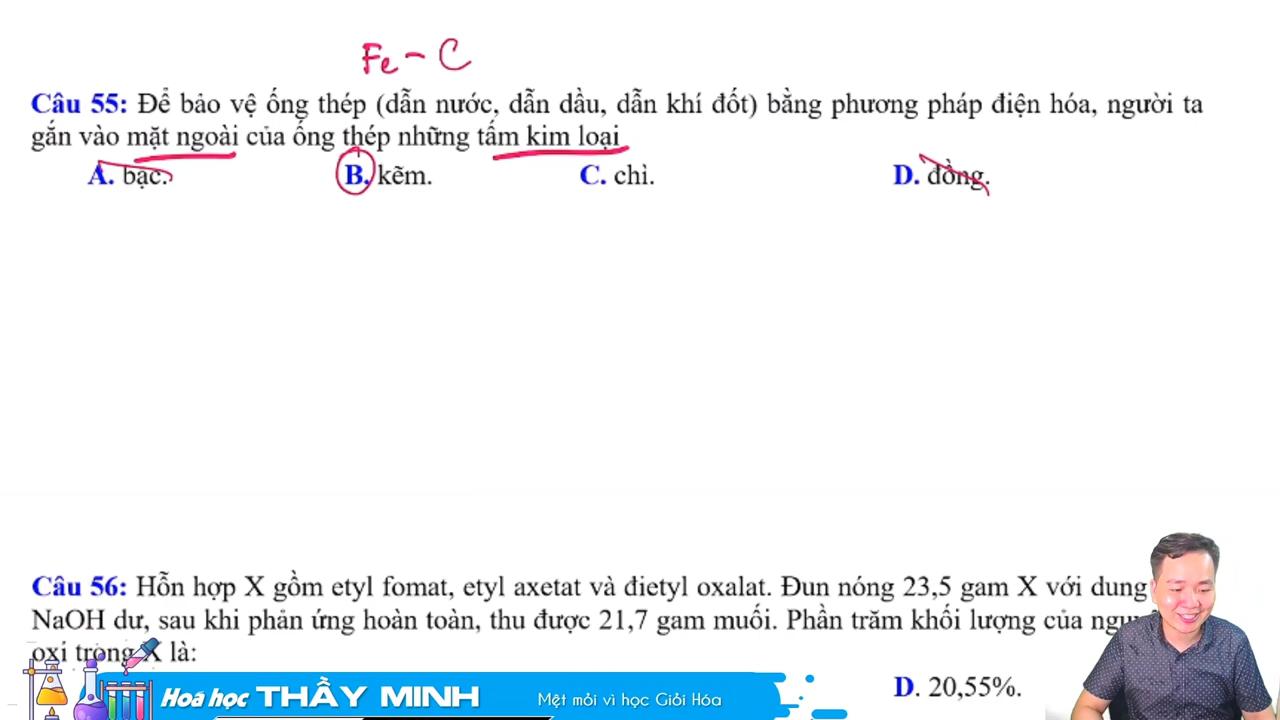 Fe - C
Câu 55: Để bảo vệ ống thép (dẫn nước, dẫn dầu, dẫn khí đốt) bằng phương pháp điện hóa, người ta
gắn vào mặt ngoài của ống thép những tấm kim loại
A. bạc. B. kẽm. C. chì. D. đồng.
Câu 56: Hỗn hợp X gồm etyl fomat, etyl axetat và đietyl oxalat. Đun nóng 23,5 gam X với dung
NaOH dư, sau khi phản ứng hoàn toàn, thu được 21,7 gam muối. Phần trăm khối lượng của
oxi trong X là:
D. 20,55%.
Hoá học THẦY MINH Mệt mỏi vì học Giỏi Hóa